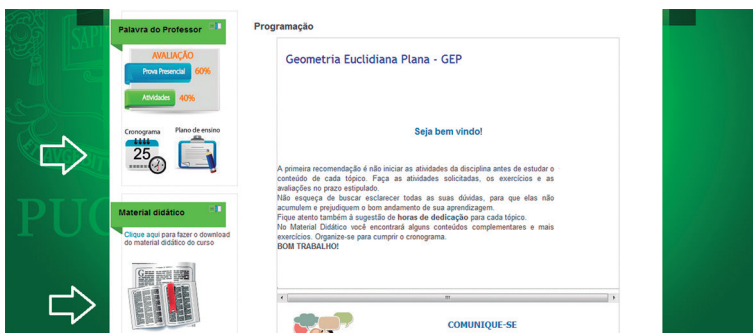 Palavra do Professor
AVALIAÇÃO
Prova Presencial 60%
Atividades 40%
Cronograma
Plano de ensino
25
Material didático
Clique aqui para fazer o download
do material didático do curso
Programação
Geometria Euclidiana Plana - GEP
Seja bem vindo!
A primeira recomendação é não iniciar as atividades da disciplina antes de estudar o
conteúdo de cada tópico. Faça as atividades solicitadas, os exercícios e as
avaliações no prazo estipulado.
Não esqueça de buscar esclarecer todas as suas dúvidas, para que elas não
acumulem e prejudiquem o bom andamento de sua aprendizagem.
Fique atento também á sugestão de horas de dedicação para cada tópico.
No Material Didático você encontrará alguns conteúdos complementares e mais
exercícios. Organize-se para cumprir o cronograma.
BOM TRABALHO!
COMUNIQUE-SE
PUC